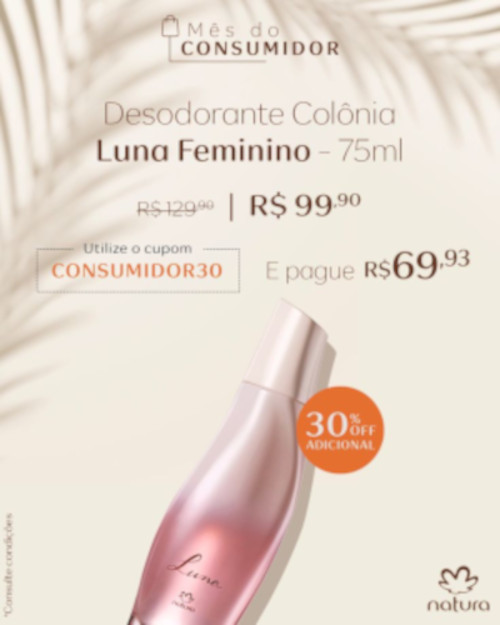 Mês do
CONSUMIDOR
Desodorante Colônia
Luna Feminino - 75ml
R$ 129,90 | R$ 99,90
Utilize o cupom
CONSUMIDOR30
E pague R$69,93
30% OFF
ADICIONAL
Luna
natura
*Consulte condições
natura